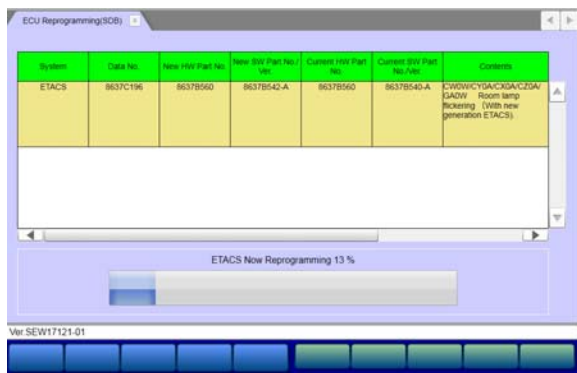 ECU Reprogramming(SDB)
System Data No. New HW Part No. New SW Part No./Ver. Current HW Part No. Current SW Part No./Ver. Contents
ETACS 8637C196 8637B560 8637B542-A 8637B560 8637B540-A CW0W/CY0A/CX0A/CZ0A/
GA0W Room lamp
flickering (With new
generation ETACS).
ETACS Now Reprogramming 13 %
Ver.SEW17121-01